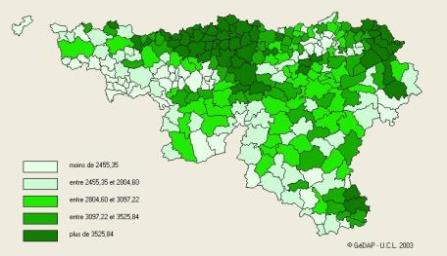 moins de 2455,35
entre 2455,35 et 2804,60
entre 2804,60 et 3097,22
entre 3097,22 et 3525,84
plus de 3525,84
© GéDAP - U.C.L. 2003